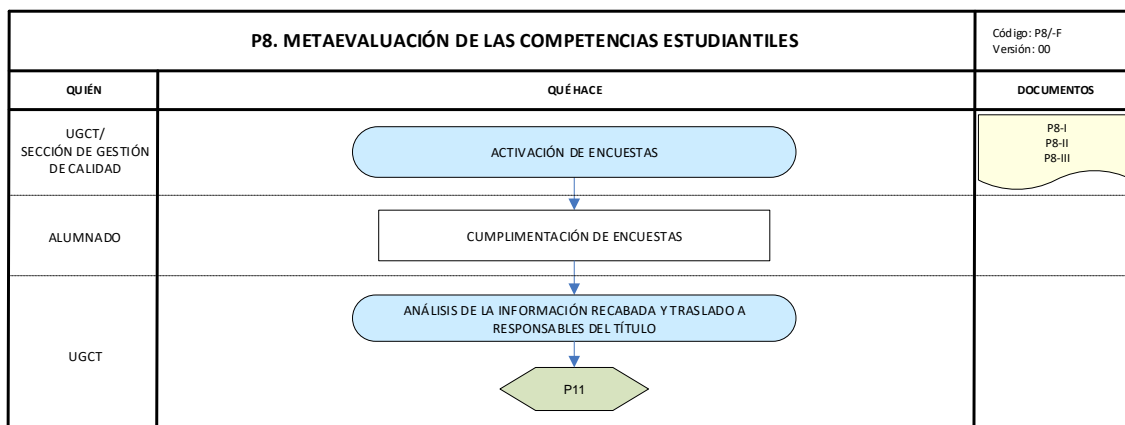 P8. METAEVALUACIÓN DE LAS COMPETENCIAS ESTUDIANTILES
Código: P8/-F
Versión: 00
QUIÉN
QUÉ HACE
DOCUMENTOS
UGCT/
SECCIÓN DE GESTIÓN
DE CALIDAD
ACTIVACIÓN DE ENCUESTAS
P8-I
P8-II
P8-III
ALUMNADO
CUMPLIMENTACIÓN DE ENCUESTAS
UGCT
ANÁLISIS DE LA INFORMACIÓN RECABADA Y TRASLADO A
RESPONSABLES DEL TÍTULO
P11